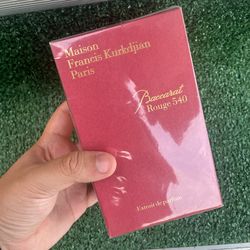 Maison
Francis Kurkdjian
Paris
Baccarat
Rouge 540
Extrait de parfum